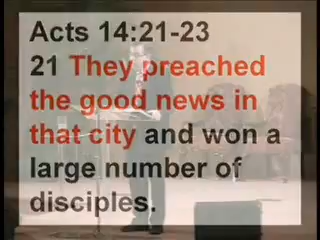 Acts 14:21-23
21 They preached
the good news in
that city and won a
large number of
disciples.